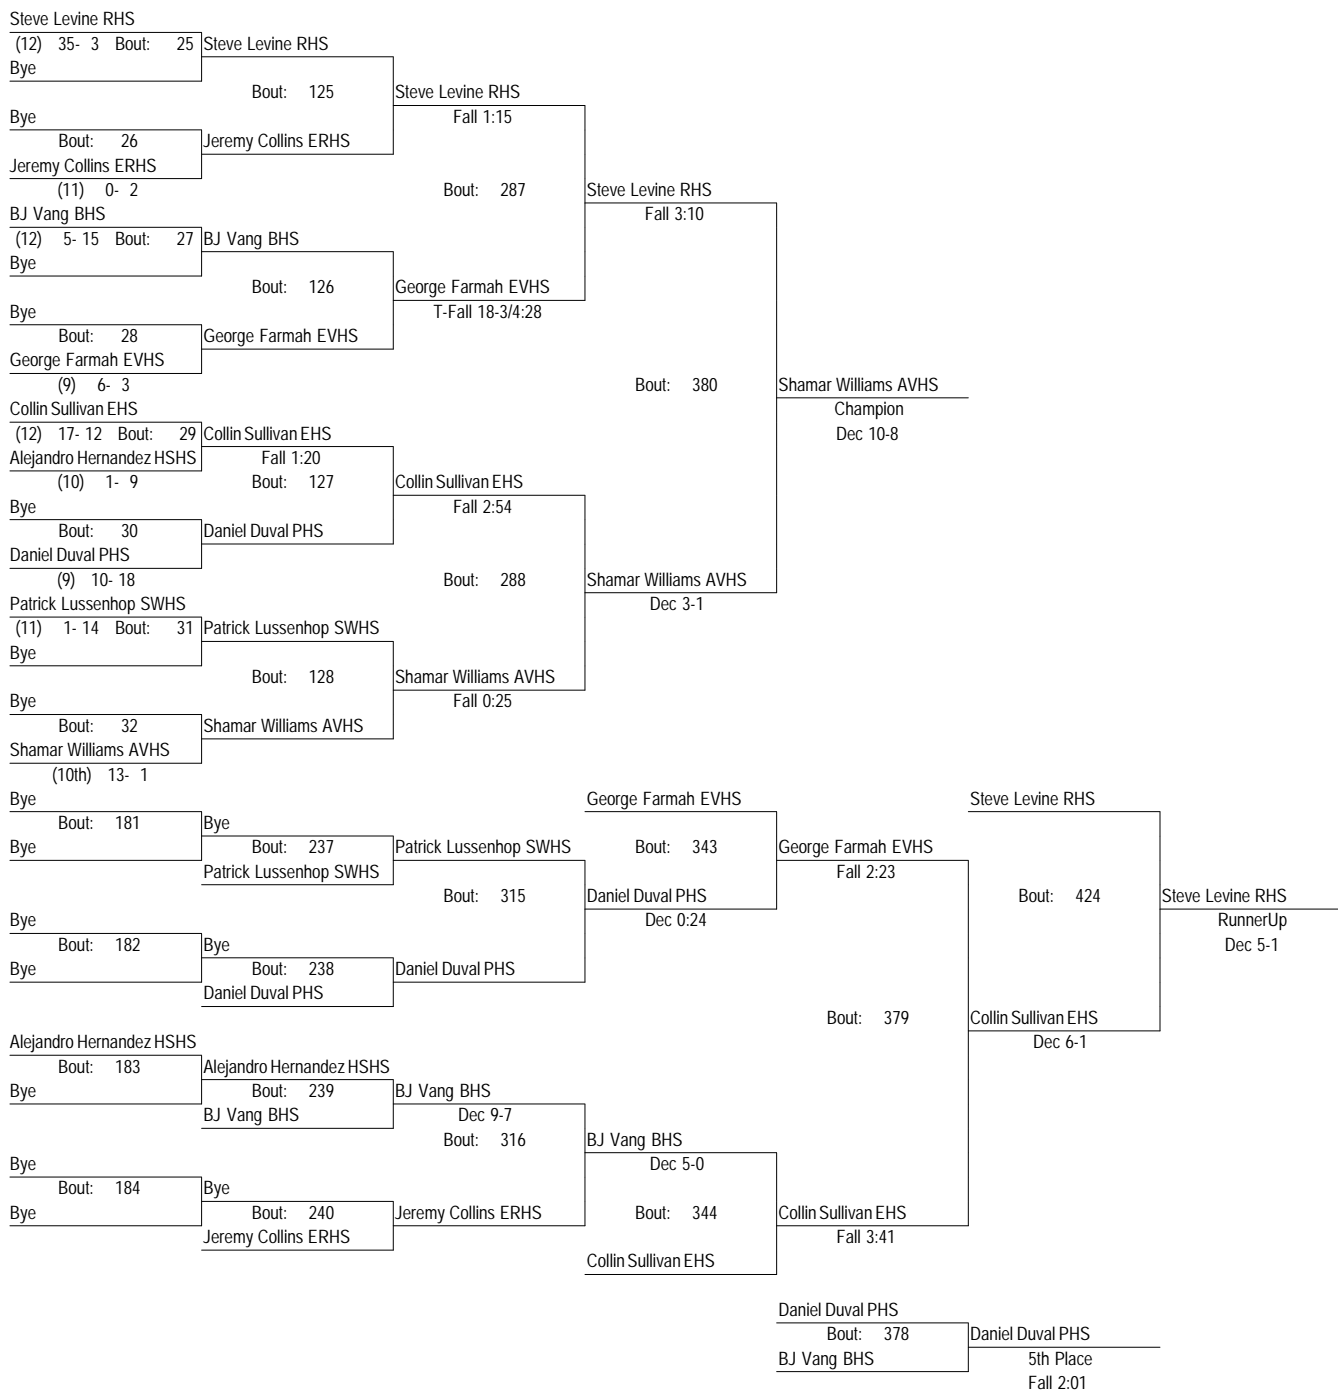 Steve Levine RHS
(12) 35- 3 Bout: 25 Steve Levine RHS
Bye
Bout: 125 Steve Levine RHS
Bye Fall 1:15
Bout: 26 Jeremy Collins ERHS
Jeremy Collins ERHS
(11) 0- 2 Bout: 287 Steve Levine RHS
BJ Vang BHS Fall 3:10
(12) 5- 15 Bout: 27 BJ Vang BHS
Bye
Bout: 126 George Farmah EVHS
Bye T-Fall 18-3/4:28
Bout: 28 George Farmah EVHS
George Farmah EVHS
(9) 6- 3 Bout: 380 Shamar Williams AVHS
Collin Sullivan EHS Champion
(12) 17- 12 Bout: 29 Collin Sullivan EHS Dec 10-8
Alejandro Hernandez HSHS Fall 1:20
(10) 1- 9 Bout: 127 Collin Sullivan EHS
Bye Fall 2:54
Bout: 30 Daniel Duval PHS
Daniel Duval PHS
(9) 10- 18 Bout: 288 Shamar Williams AVHS
Patrick Lussenhop SWHS Dec 3-1
(11) 1- 14 Bout: 31 Patrick Lussenhop SWHS
Bye
Bout: 128 Shamar Williams AVHS
Bye Fall 0:25
Bout: 32 Shamar Williams AVHS
Shamar Williams AVHS
(10th) 13- 1
Bye George Farmah EVHS Steve Levine RHS
Bout: 181 Bye
Bye Bout: 237 Patrick Lussenhop SWHS Bout: 343 George Farmah EVHS
Patrick Lussenhop SWHS Fall 2:23
Bout: 315 Daniel Duval PHS Bout: 424 Steve Levine RHS
Bye Dec 0:24 RunnerUp
Bout: 182 Bye Dec 5-1
Bye Bout: 238 Daniel Duval PHS
Daniel Duval PHS
Bout: 379 Collin Sullivan EHS
Alejandro Hernandez HSHS Dec 6-1
Bout: 183 Alejandro Hernandez HSHS
Bye Bout: 239 BJ Vang BHS
BJ Vang BHS Dec 9-7
Bout: 316 BJ Vang BHS
Bye Dec 5-0
Bout: 184 Bye
Bye Bout: 240 Jeremy Collins ERHS Bout: 344 Collin Sullivan EHS
Jeremy Collins ERHS Fall 3:41
Collin Sullivan EHS
Daniel Duval PHS
Bout: 378 Daniel Duval PHS
BJ Vang BHS 5th Place
Fall 2:01